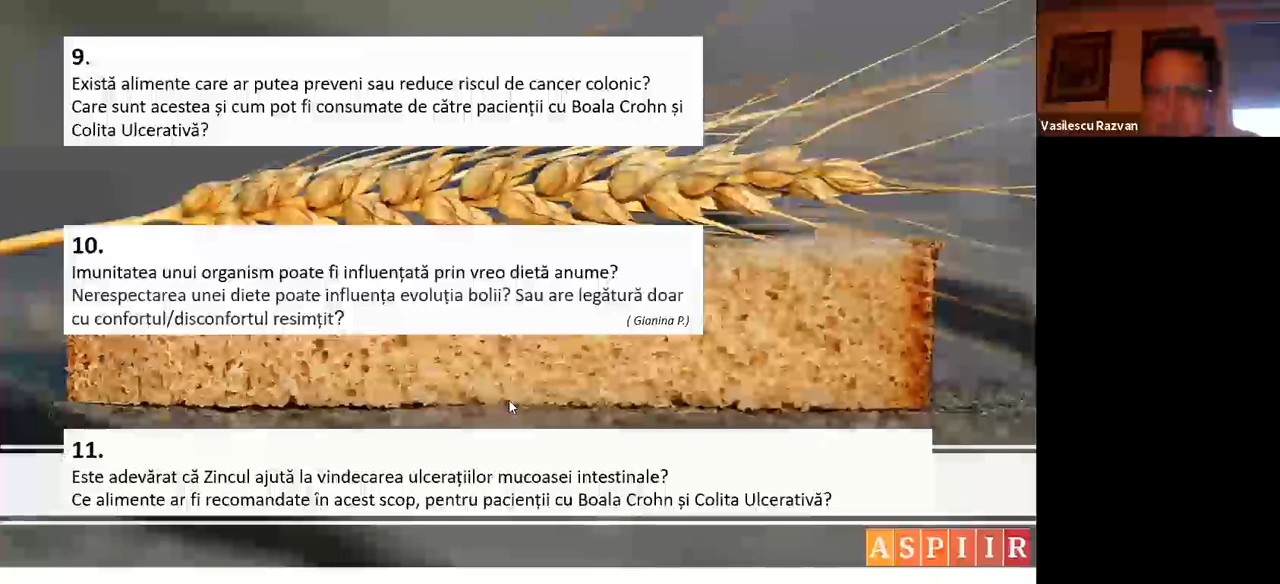 9.
Există alimente care ar putea preveni sau reduce riscul de cancer colonic?
Care sunt acestea și cum pot fi consumate de către pacienții cu Boala Crohn și
Colita Ulcerativă?
10.
Imunitatea unui organism poate fi influențată prin vreo dietă anume?
Nerespectarea unei diete poate influența evoluția bolii? Sau are legătură doar
cu confortul/disconfortul resimțit?
( Gianina P.)
11.
Este adevărat că Zincul ajută la vindecarea ulcerațiilor mucoasei intestinale?
Ce alimente ar fi recomandate în acest scop, pentru pacienții cu Boala Crohn și Colita Ulcerativă?
ASPIIR
Vasilescu Razvan